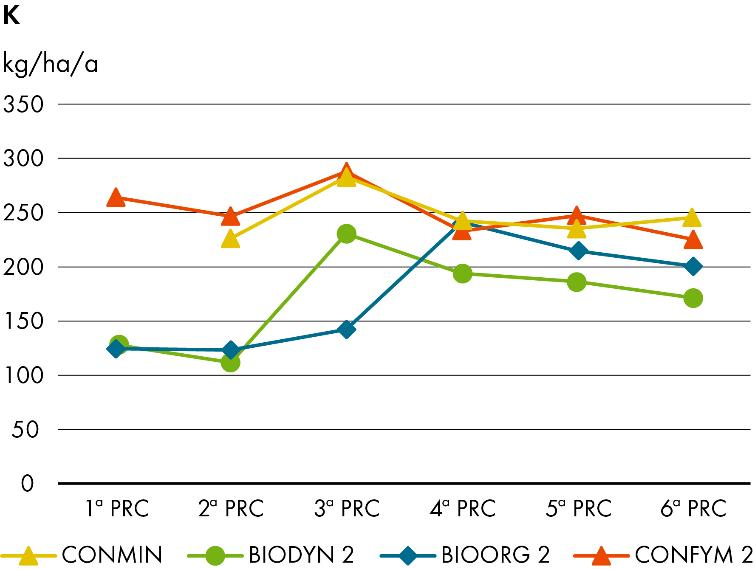 K
kg/ha/a
350
300
250
200
150
100
50
0
1ª PRC 2ª PRC 3ª PRC 4ª PRC 5ª PRC 6ª PRC
CONMIN BIODYN 2 BIOORG 2 CONFYM 2